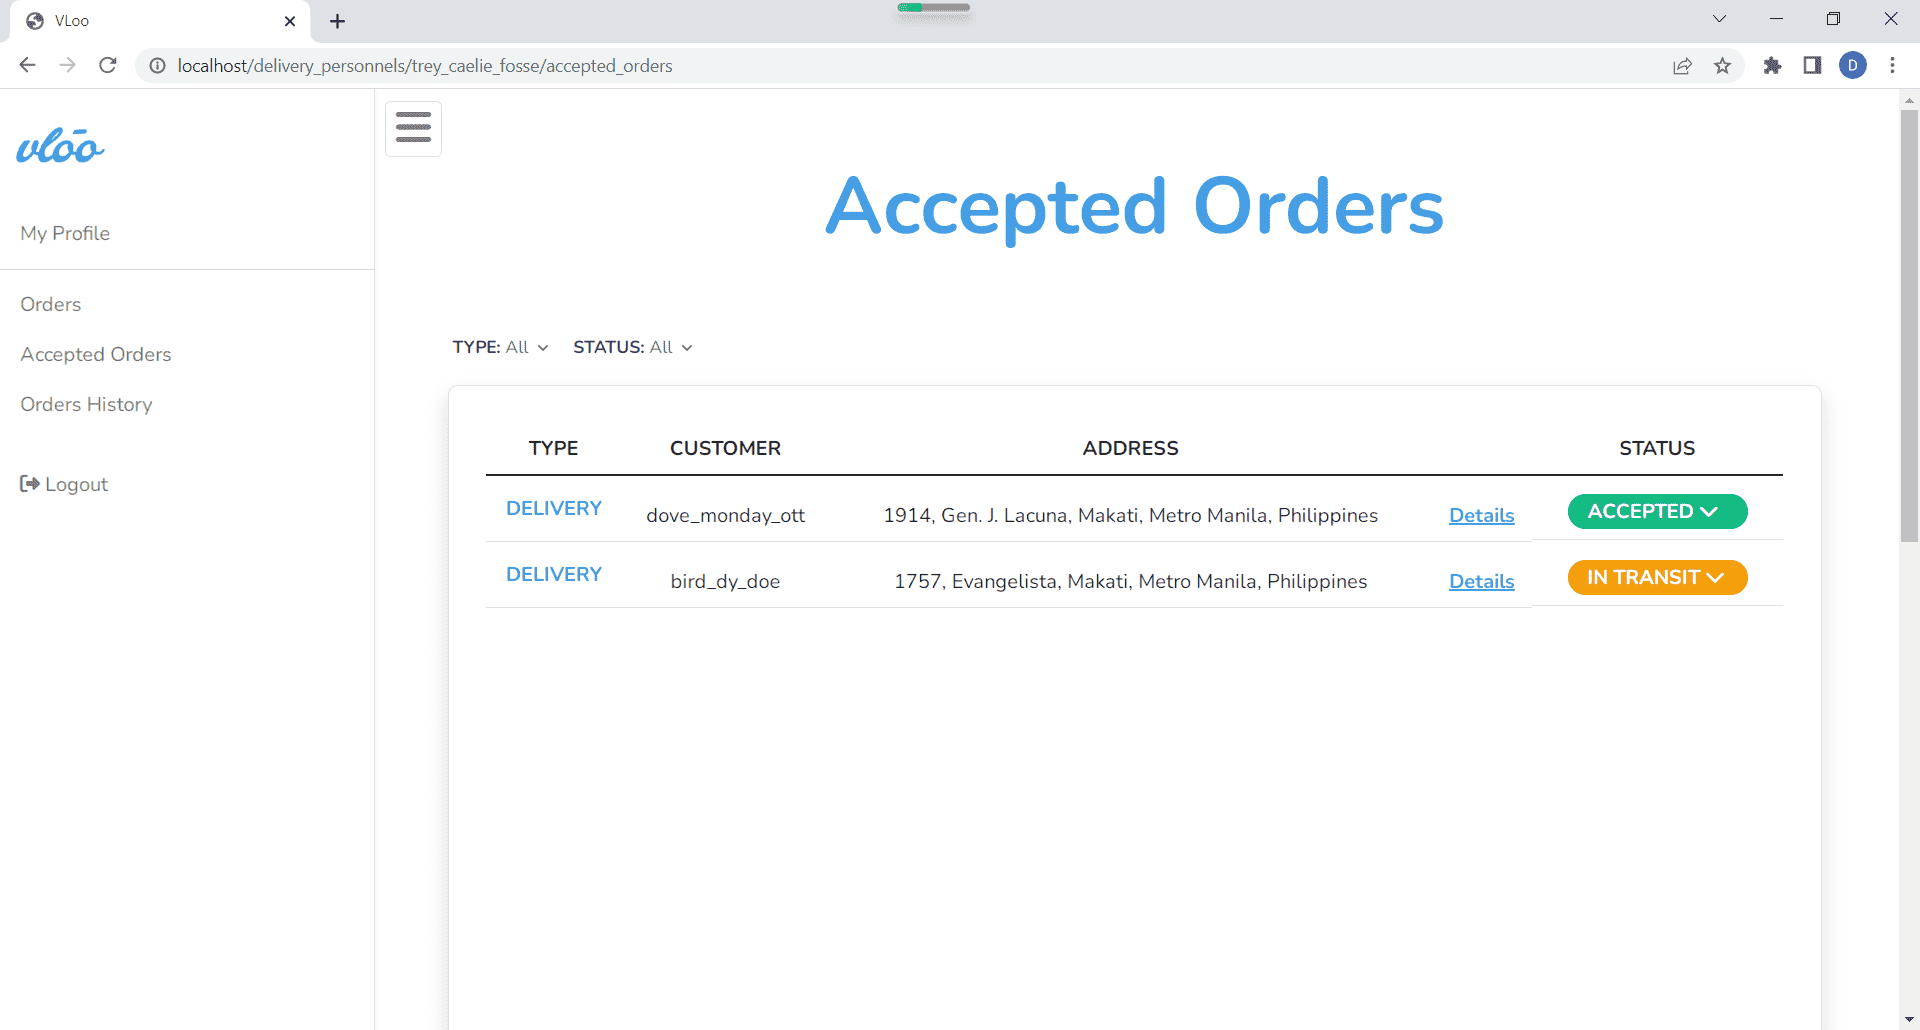 VLoo
localhost/delivery_personnels/trey_caelie_fosse/accepted_orders
D
vloo
My Profile
Orders
Accepted Orders
Orders History
Logout
Accepted Orders
TYPE: All STATUS: All
TYPE CUSTOMER ADDRESS STATUS
DELIVERY dove_monday_ott 1914, Gen. J. Lacuna, Makati, Metro Manila, Philippines Details ACCEPTED
DELIVERY bird_dy_doe 1757, Evangelista, Makati, Metro Manila, Philippines Details IN TRANSIT